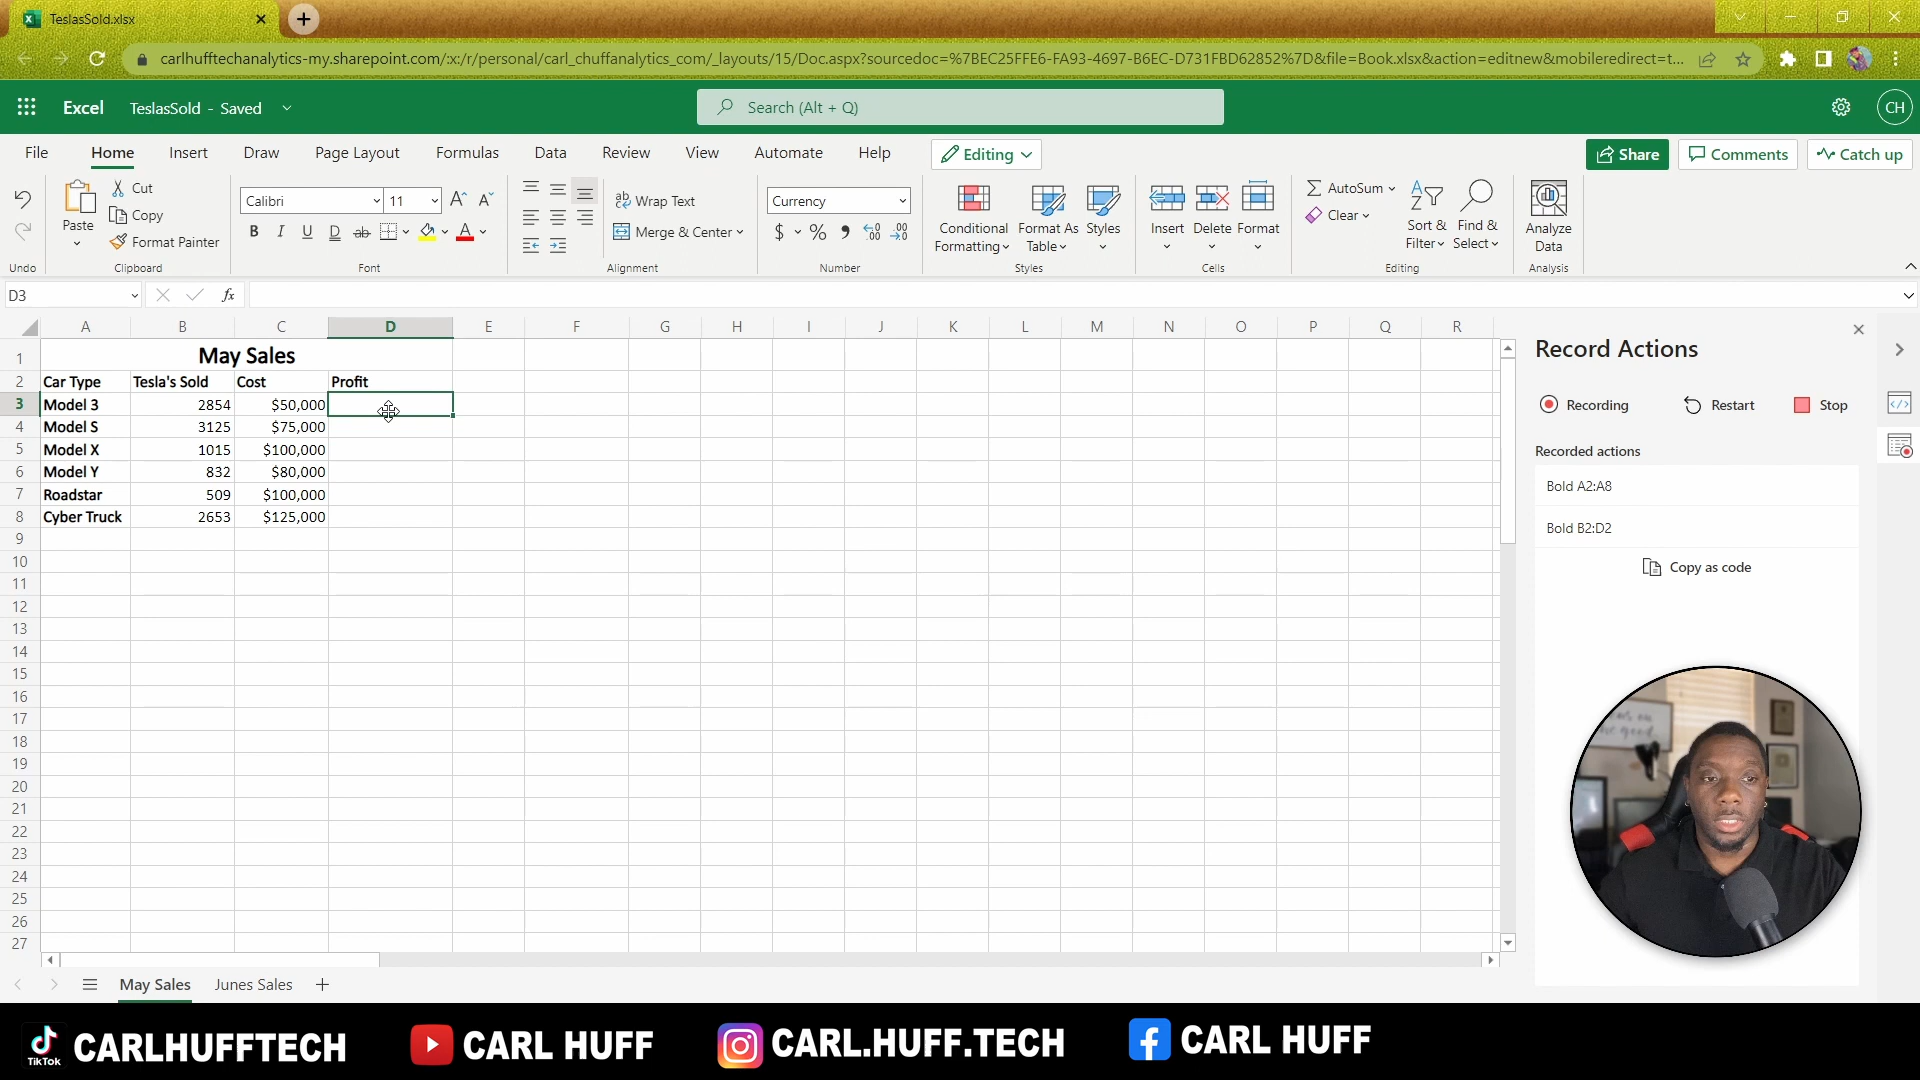 TeslasSold.xlsx
carlhufftechanalytics-my.sharepoint.com/:x:/r/personal/carl_chuffanalytics_com/_layouts/15/Doc.aspx?sourcedoc=%7BEC25FFE6-FA93-4697-B6EC-D731FBD62852%7D&file=Book.xlsx&action=editnew&mobileredirect=t...
Excel TeslasSold - Saved Search (Alt + Q) CH
File Home Insert Draw Page Layout Formulas Data Review View Automate Help Editing Share Comments Catch up
Cut
Copy
Format Painter
Paste
Calibri 11
B I U D ab A
Wrap Text
Merge & Center
Currency
$ %
Conditional Formatting
Format As Table
Styles
Insert Delete Format
AutoSum
Clear
Sort & Filter
Find & Select
Analyze Data
Undo Clipboard Font Alignment Number Styles Cells Editing Analysis
D3 fx
A B C D E F G H I J K L M N O P Q R
1 May Sales
2 Car Type Tesla's Sold Cost Profit
3 Model 3 2854 $50,000
4 Model S 3125 $75,000
5 Model X 1015 $100,000
6 Model Y 832 $80,000
7 Roadstar 509 $100,000
8 Cyber Truck 2653 $125,000
9
10
11
12
13
14
15
16
17
18
19
20
21
22
23
24
25
26
27
Record Actions
Recording Restart Stop
Recorded actions
Bold A2:A8
Bold B2:D2
Copy as code
May Sales Junes Sales
TikTok CARLHUFFTECH CARL HUFF CARL.HUFF.TECH CARL HUFF